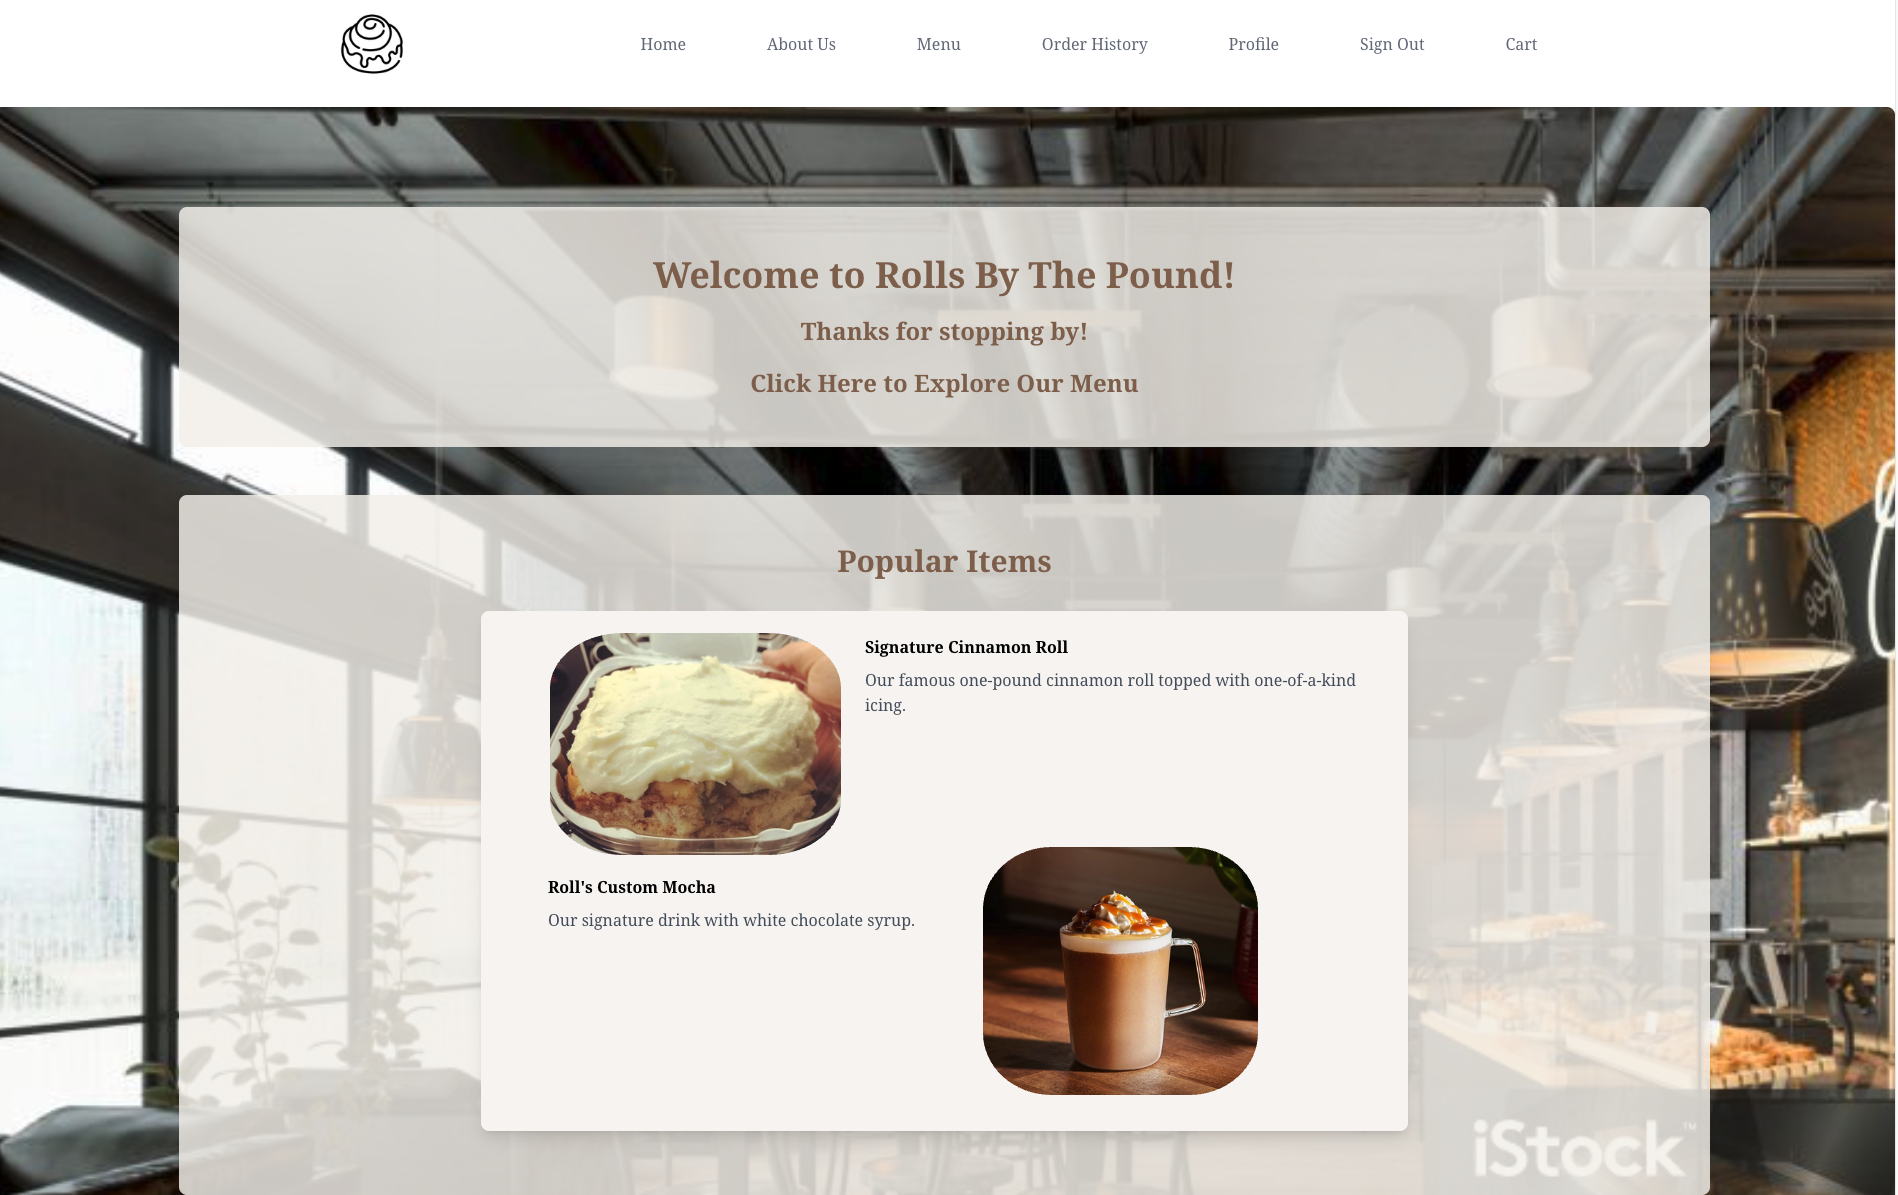 Home About Us Menu Order History Profile Sign Out Cart
Welcome to Rolls By The Pound!
Thanks for stopping by!
Click Here to Explore Our Menu
Popular Items
Signature Cinnamon Roll
Our famous one-pound cinnamon roll topped with one-of-a-kind
icing.
Roll's Custom Mocha
Our signature drink with white chocolate syrup.
iStock™